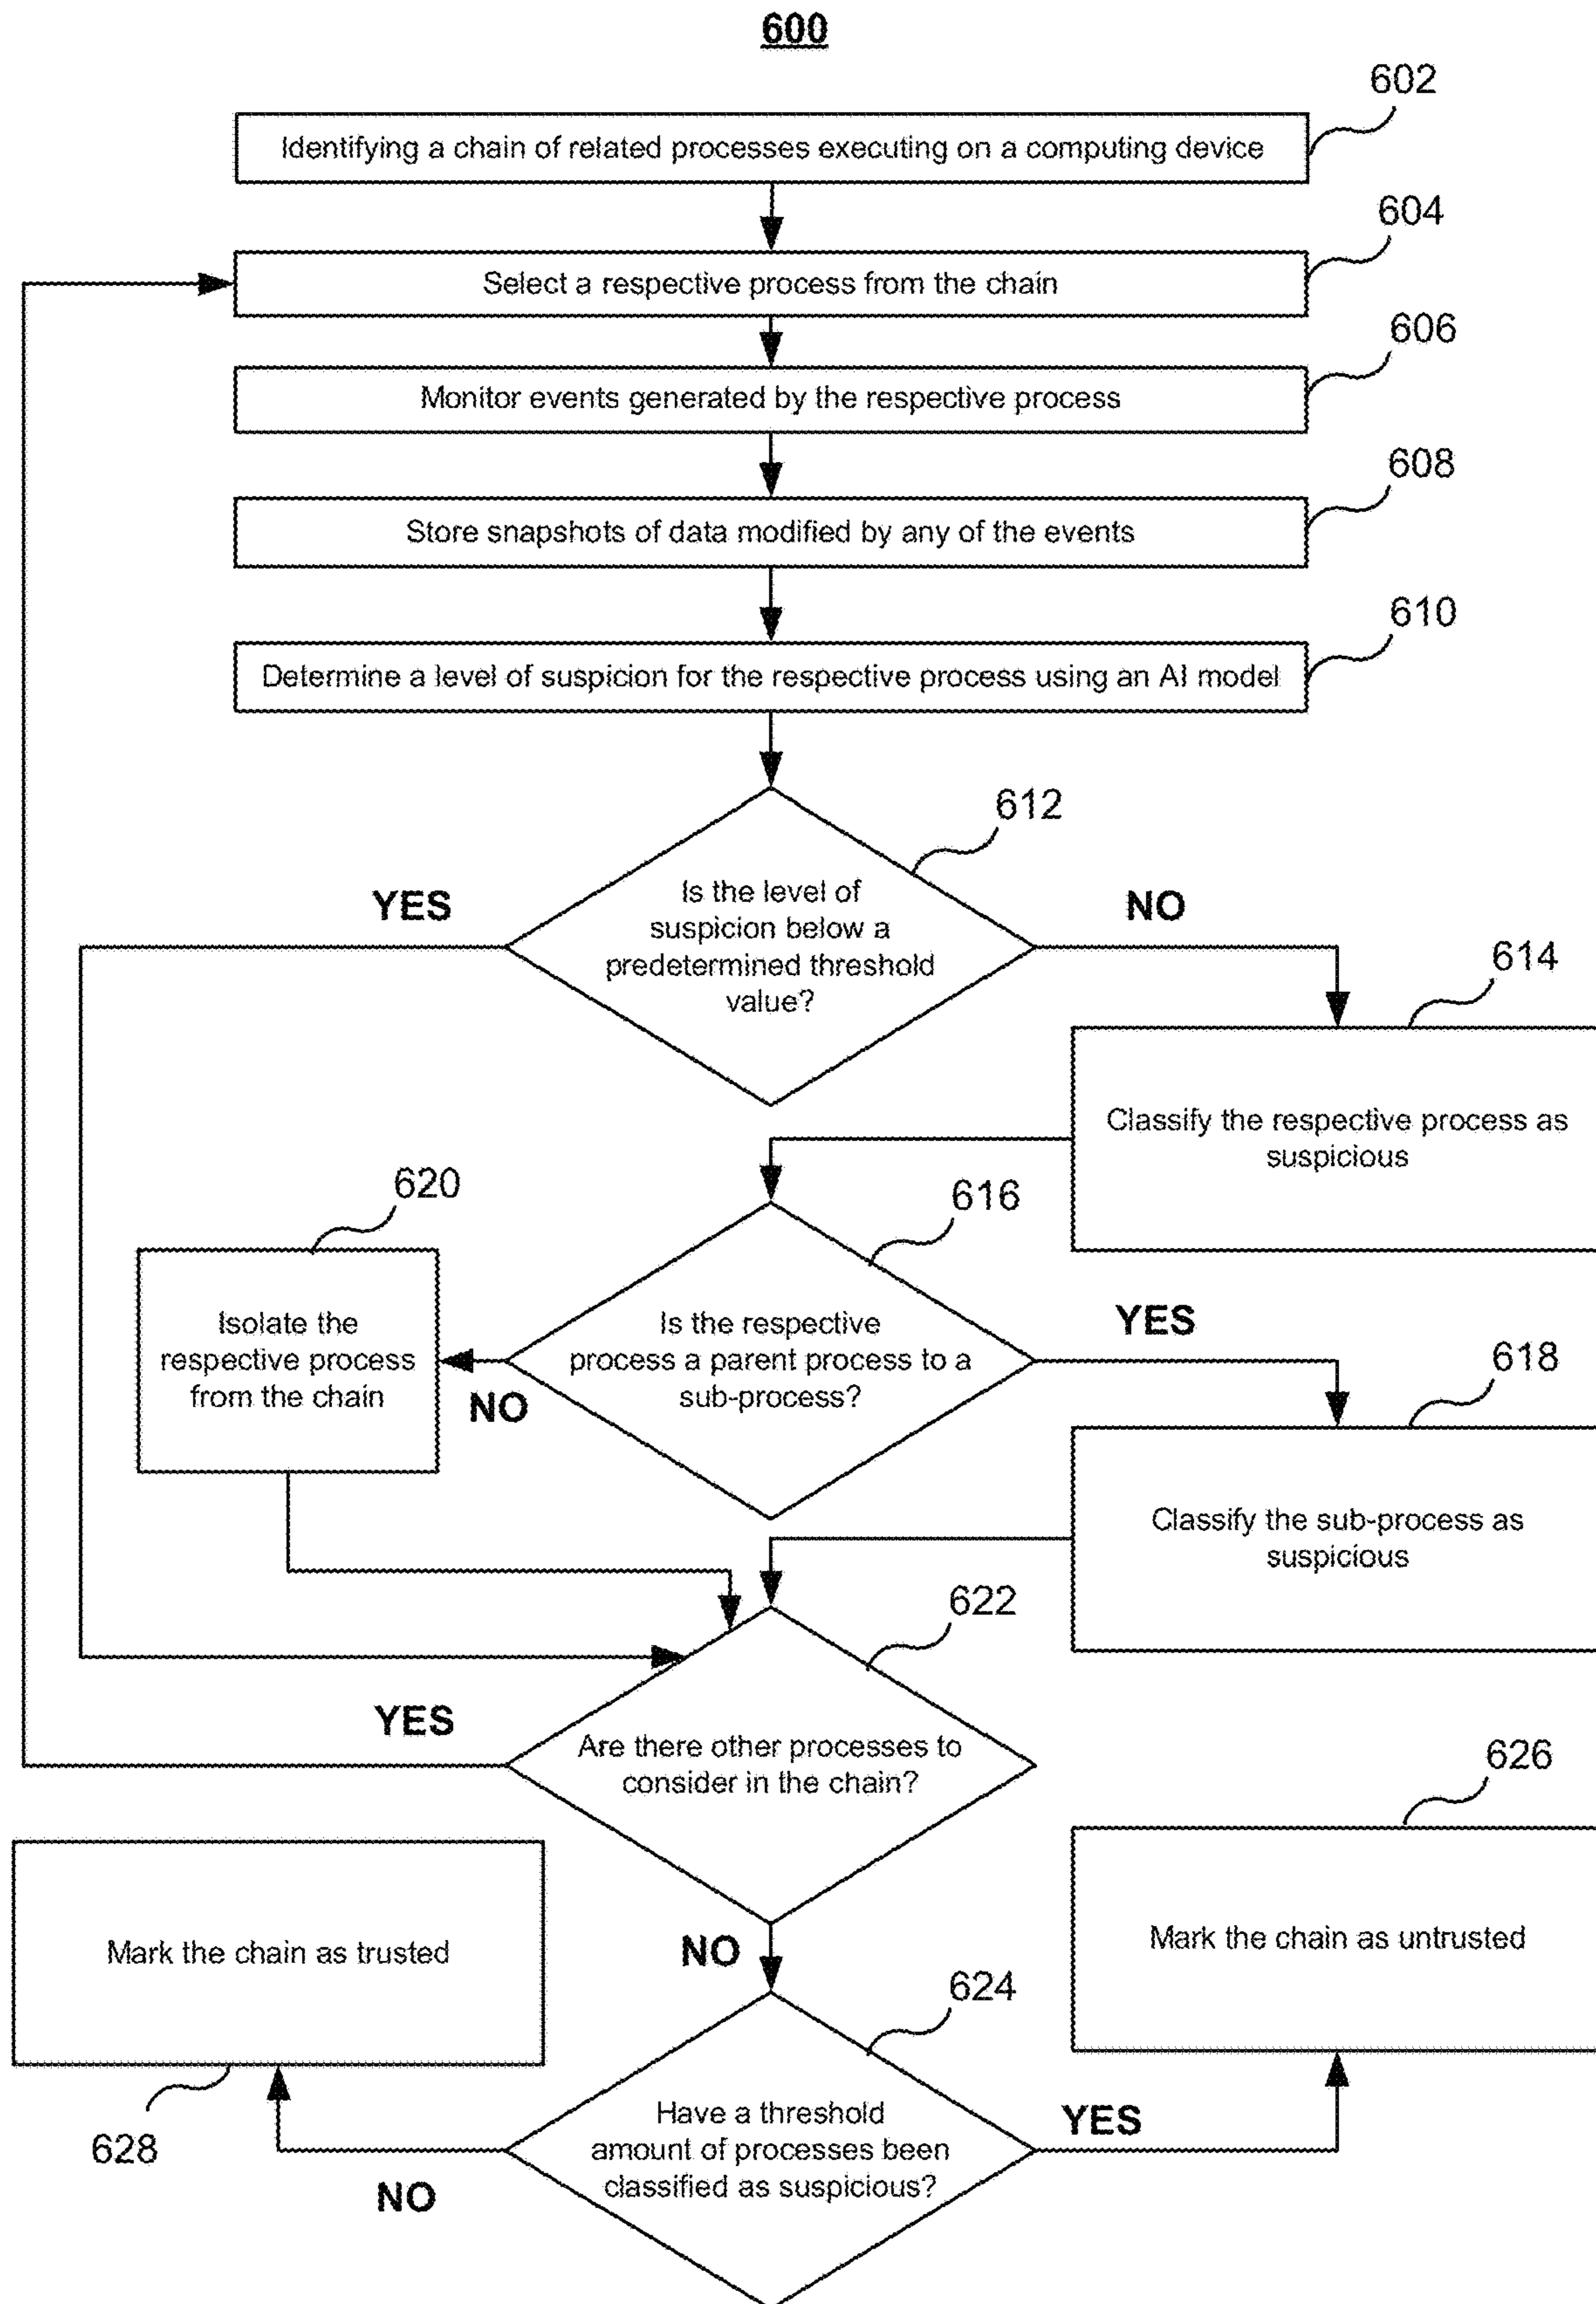 600
602
Identifying a chain of related processes executing on a computing device
604
Select a respective process from the chain
606
Monitor events generated by the respective process
608
Store snapshots of data modified by any of the events
610
Determine a level of suspicion for the respective process using an AI model
612
Is the level of
suspicion below a
predetermined threshold
value?
YES
NO
614
Classify the respective process as
suspicious
620
616
Isolate the
respective process
from the chain
Is the respective
process a parent process to a
sub-process?
NO
YES
618
Classify the sub-process as
suspicious
622
YES
Are there other processes to
consider in the chain?
626
Mark the chain as trusted
NO
Mark the chain as untrusted
624
628
Have a threshold
amount of processes been
classified as suspicious?
NO
YES